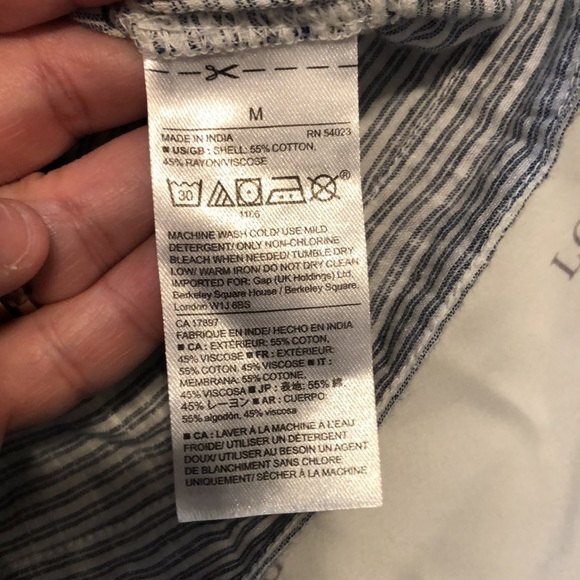 M
MADE IN INDIA RN 54023
■ US/GB : SHELL: 55% COTTON,
45% RAYON/VISCOSE
30
1106
MACHINE WASH COLD/ USE MILD
DETERGENT/ ONLY NON-CHLORINE
BLEACH WHEN NEEDED/ TUMBLE DRY
LOW/ WARM IRON/ DO NOT DRY CLEAN
IMPORTED FOR: Gap (UK Holdings) Ltd.
Berkeley Square House / Berkeley Square,
London W1J 6BS
CA 17897
FABRIQUE EN INDE/ HECHO EN INDIA
■ CA : EXTÉRIEUR: 55% COTON,
45% VISCOSE ■ FR : EXTÉRIEUR:
55% COTON, 45% VISCOSE ■ IT :
MEMBRANA: 55% COTONE,
45% VISCOSA ■ JP : 表地: 55% 綿
45% レーヨン ■ AR : CUERPO:
55% algodón, 45% viscosa
■ CA : LAVER À LA MACHINE À L'EAU
FROIDE/ UTILISER UN DÉTERGENT
DOUX/ UTILISER AU BESOIN UN AGENT
DE BLANCHIMENT SANS CHLORE
UNIQUEMENT/ SÉCHER À LA MACHINE
LO